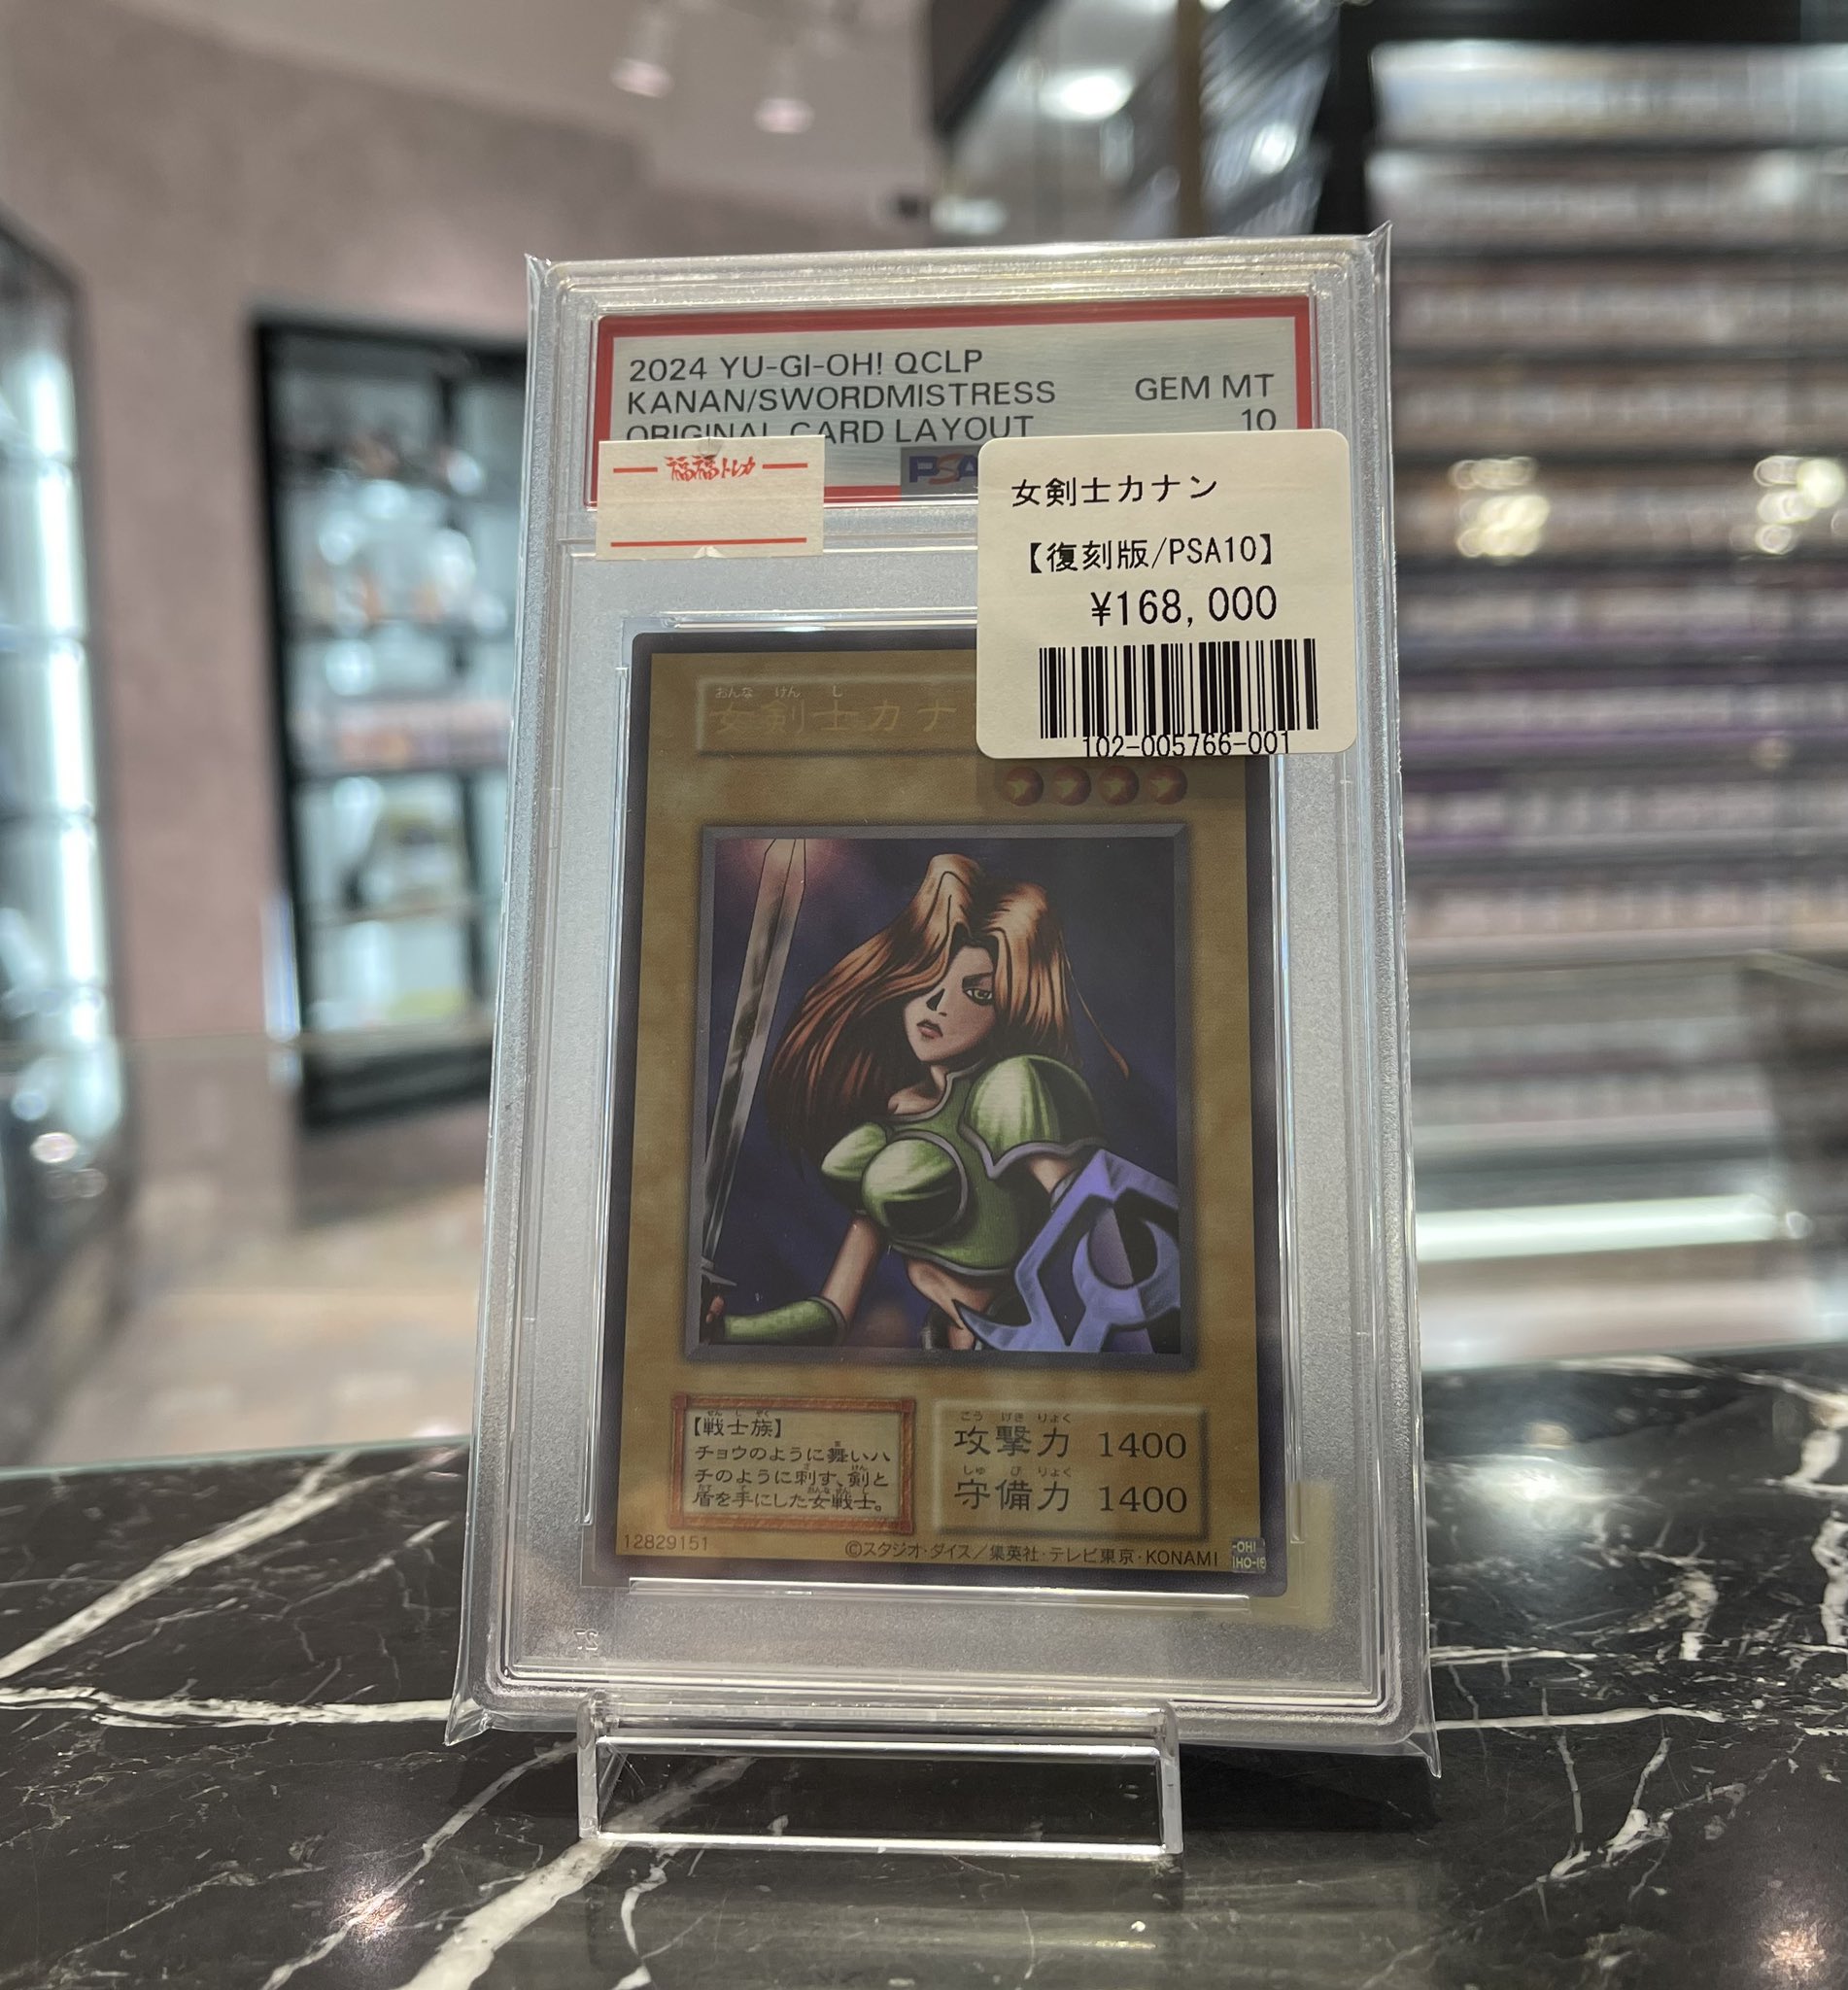 2024 YU-GI-OH! QCLP
KANAN/SWORDMISTRESS
ORIGINAL CARD LAYOUT
GEM MT
10
福福トレカ
PSA
女剣士カナン
【復刻版/PSA10】
¥168,000
102-005766-001
おんな けん し
女剣士カナ
せん し ぞく
【戦士族】
チョウのように舞いハ
チのように刺す、剣と
盾を手にした女戦士。
こう げき りょく
攻撃力 1400
しゅ び りょく
守備力 1400
12829151
©スタジオ・ダイス/集英社・テレビ東京・KONAMI
-OH!